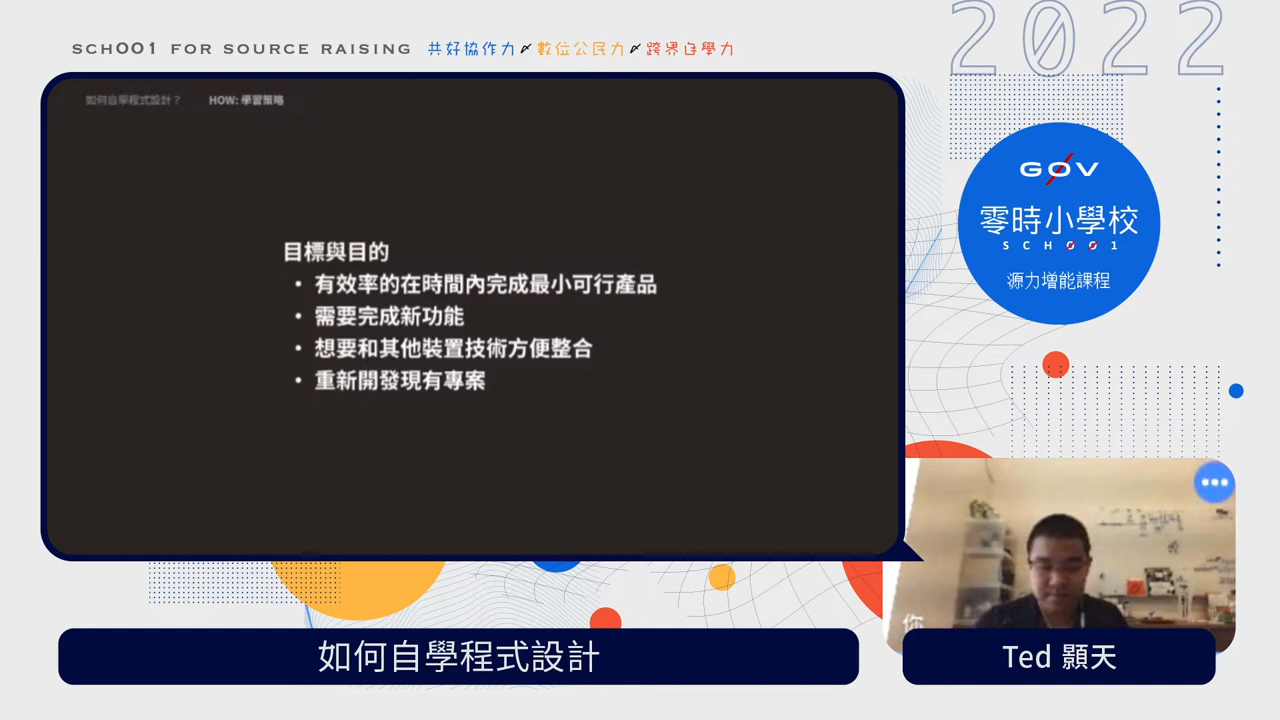 SCHOO1 FOR SOURCE RAISING 共好協作力 數位公民力 跨界自學力
2022
如何自學程式設計？ HOW: 學習策略
目標與目的
• 有效率的在時間內完成最小可行產品
• 需要完成新功能
• 想要和其他裝置技術方便整合
• 重新開發現有專案
G0V
零時小學校
SCH001
源力增能課程
你
如何自學程式設計
Ted 顥天